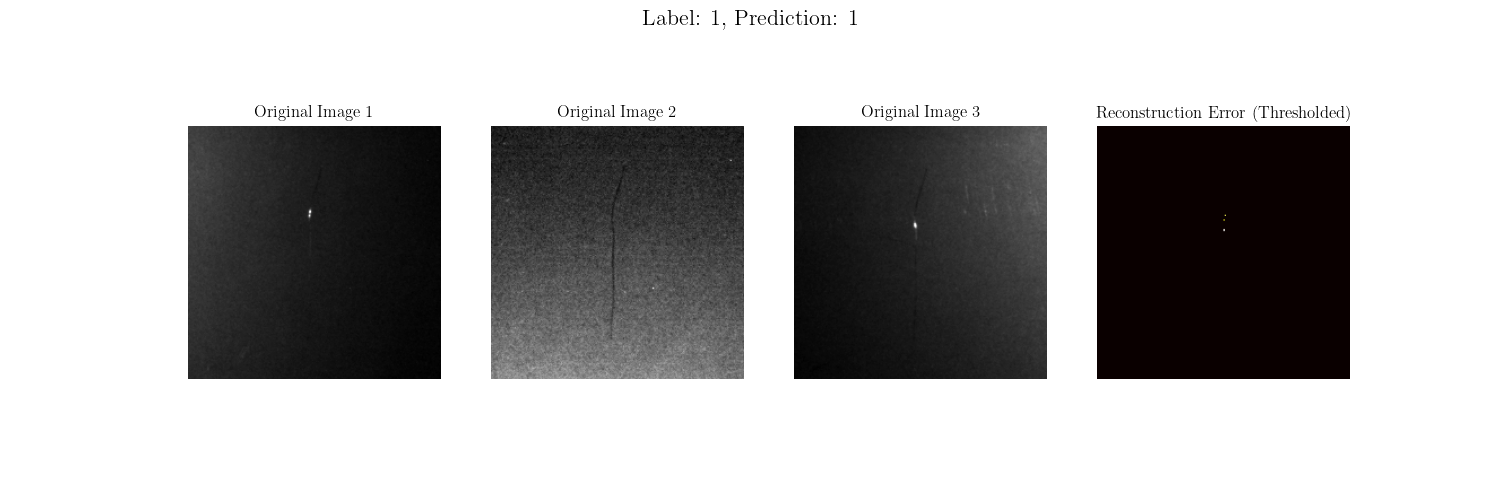 Label: 1, Prediction: 1
Original Image 1
Original Image 2
Original Image 3
Reconstruction Error (Thresholded)